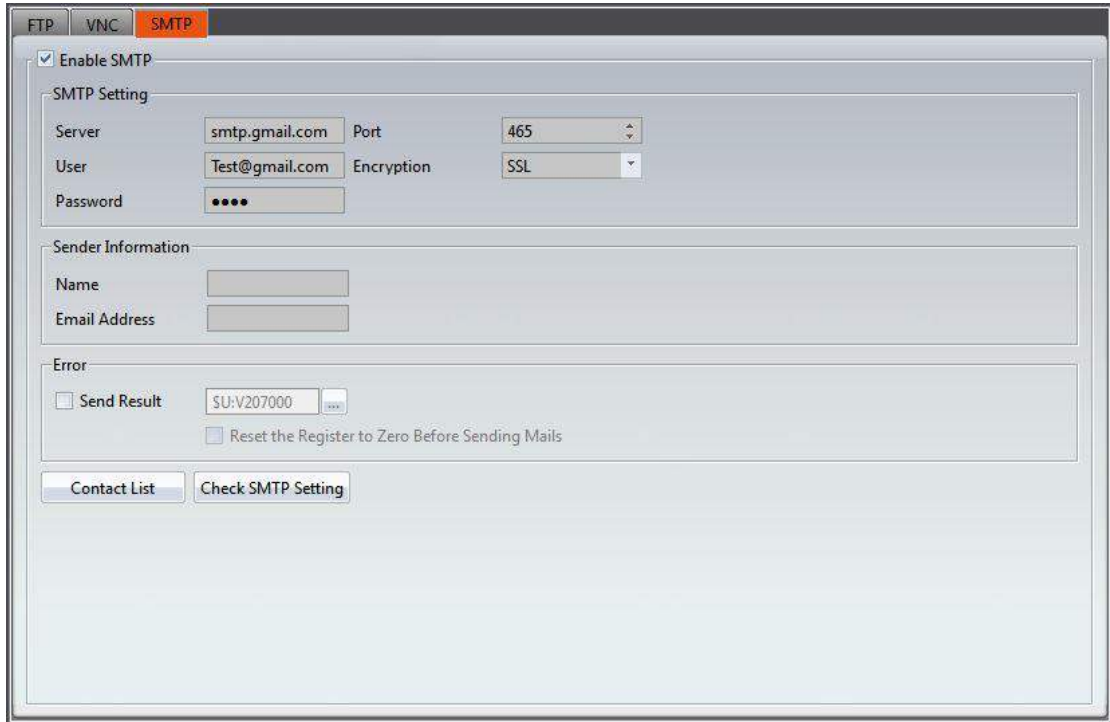 FTP VNC SMTP
Enable SMTP
SMTP Setting
Server smtp.gmail.com Port 465
User Test@gmail.com Encryption SSL
Password ••••
Sender Information
Name
Email Address
Error
Send Result $U:V207000 ...
Reset the Register to Zero Before Sending Mails
Contact List Check SMTP Setting